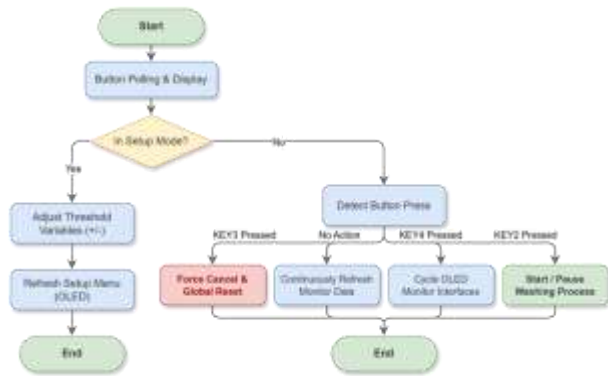 Start
Button Polling & Display
In Setup Mode?
Yes
No
Adjust Threshold
Variables (+/-)
Refresh Setup Menu
(OLED)
End
Detect Button Press
KEY3 Pressed
No Action
KEY4 Pressed
KEY2 Pressed
Force Cancel &
Global Reset
Continuously Refresh
Monitor Data
Cycle OLED
Monitor Interfaces
Start / Pause
Washing Process
End